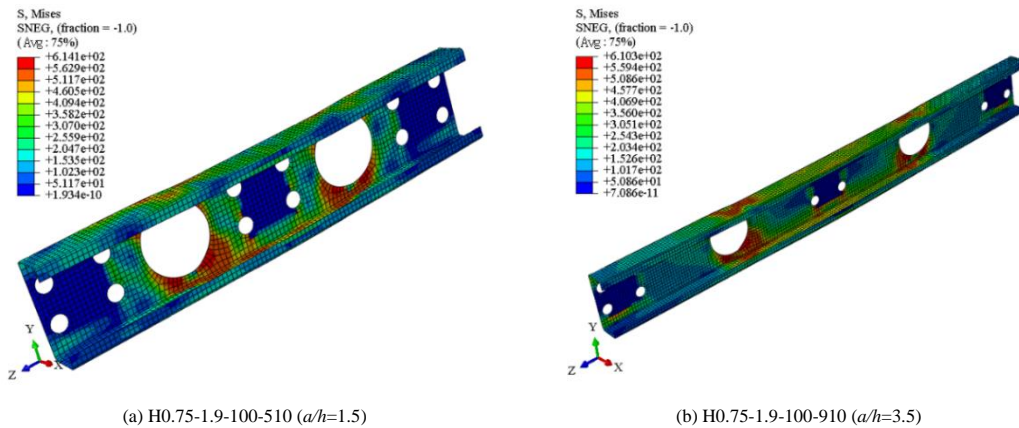 S, Mises
SNEG, (fraction = -1.0)
(Avg: 75%)
+6.141e+02
+5.629e+02
+5.117e+02
+4.605e+02
+4.094e+02
+3.582e+02
+3.070e+02
+2.559e+02
+2.047e+02
+1.535e+02
+1.023e+02
+5.117e+01
+1.934e-10
Y
Z X
(a) H0.75-1.9-100-510 (a/h=1.5)
S, Mises
SNEG, (fraction = -1.0)
(Avg: 75%)
+6.103e+02
+5.594e+02
+5.086e+02
+4.577e+02
+4.069e+02
+3.560e+02
+3.051e+02
+2.543e+02
+2.034e+02
+1.526e+02
+1.017e+02
+5.086e+01
+7.086e-11
Y
Z X
(b) H0.75-1.9-100-910 (a/h=3.5)